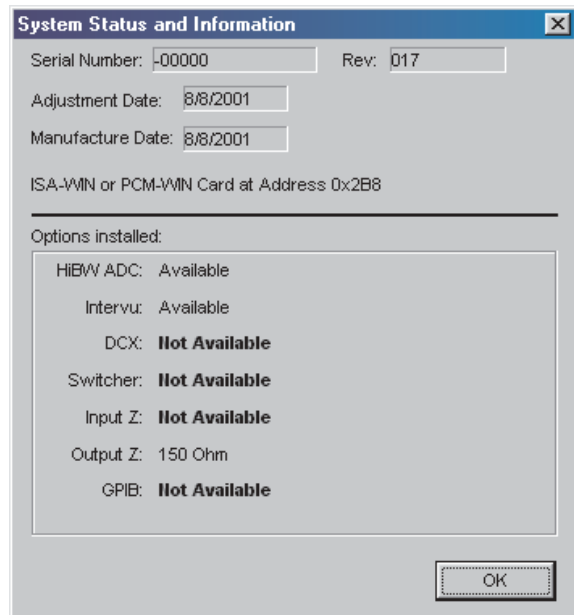 System Status and Information
Serial Number: -00000 Rev: 017
Adjustment Date: 8/8/2001
Manufacture Date: 8/8/2001
ISA-WIN or PCM-WIN Card at Address 0x2B8
Options installed:
HiBW ADC: Available
Intervu: Available
DCX: Not Available
Switcher: Not Available
Input Z: Not Available
Output Z: 150 Ohm
GPIB: Not Available
OK